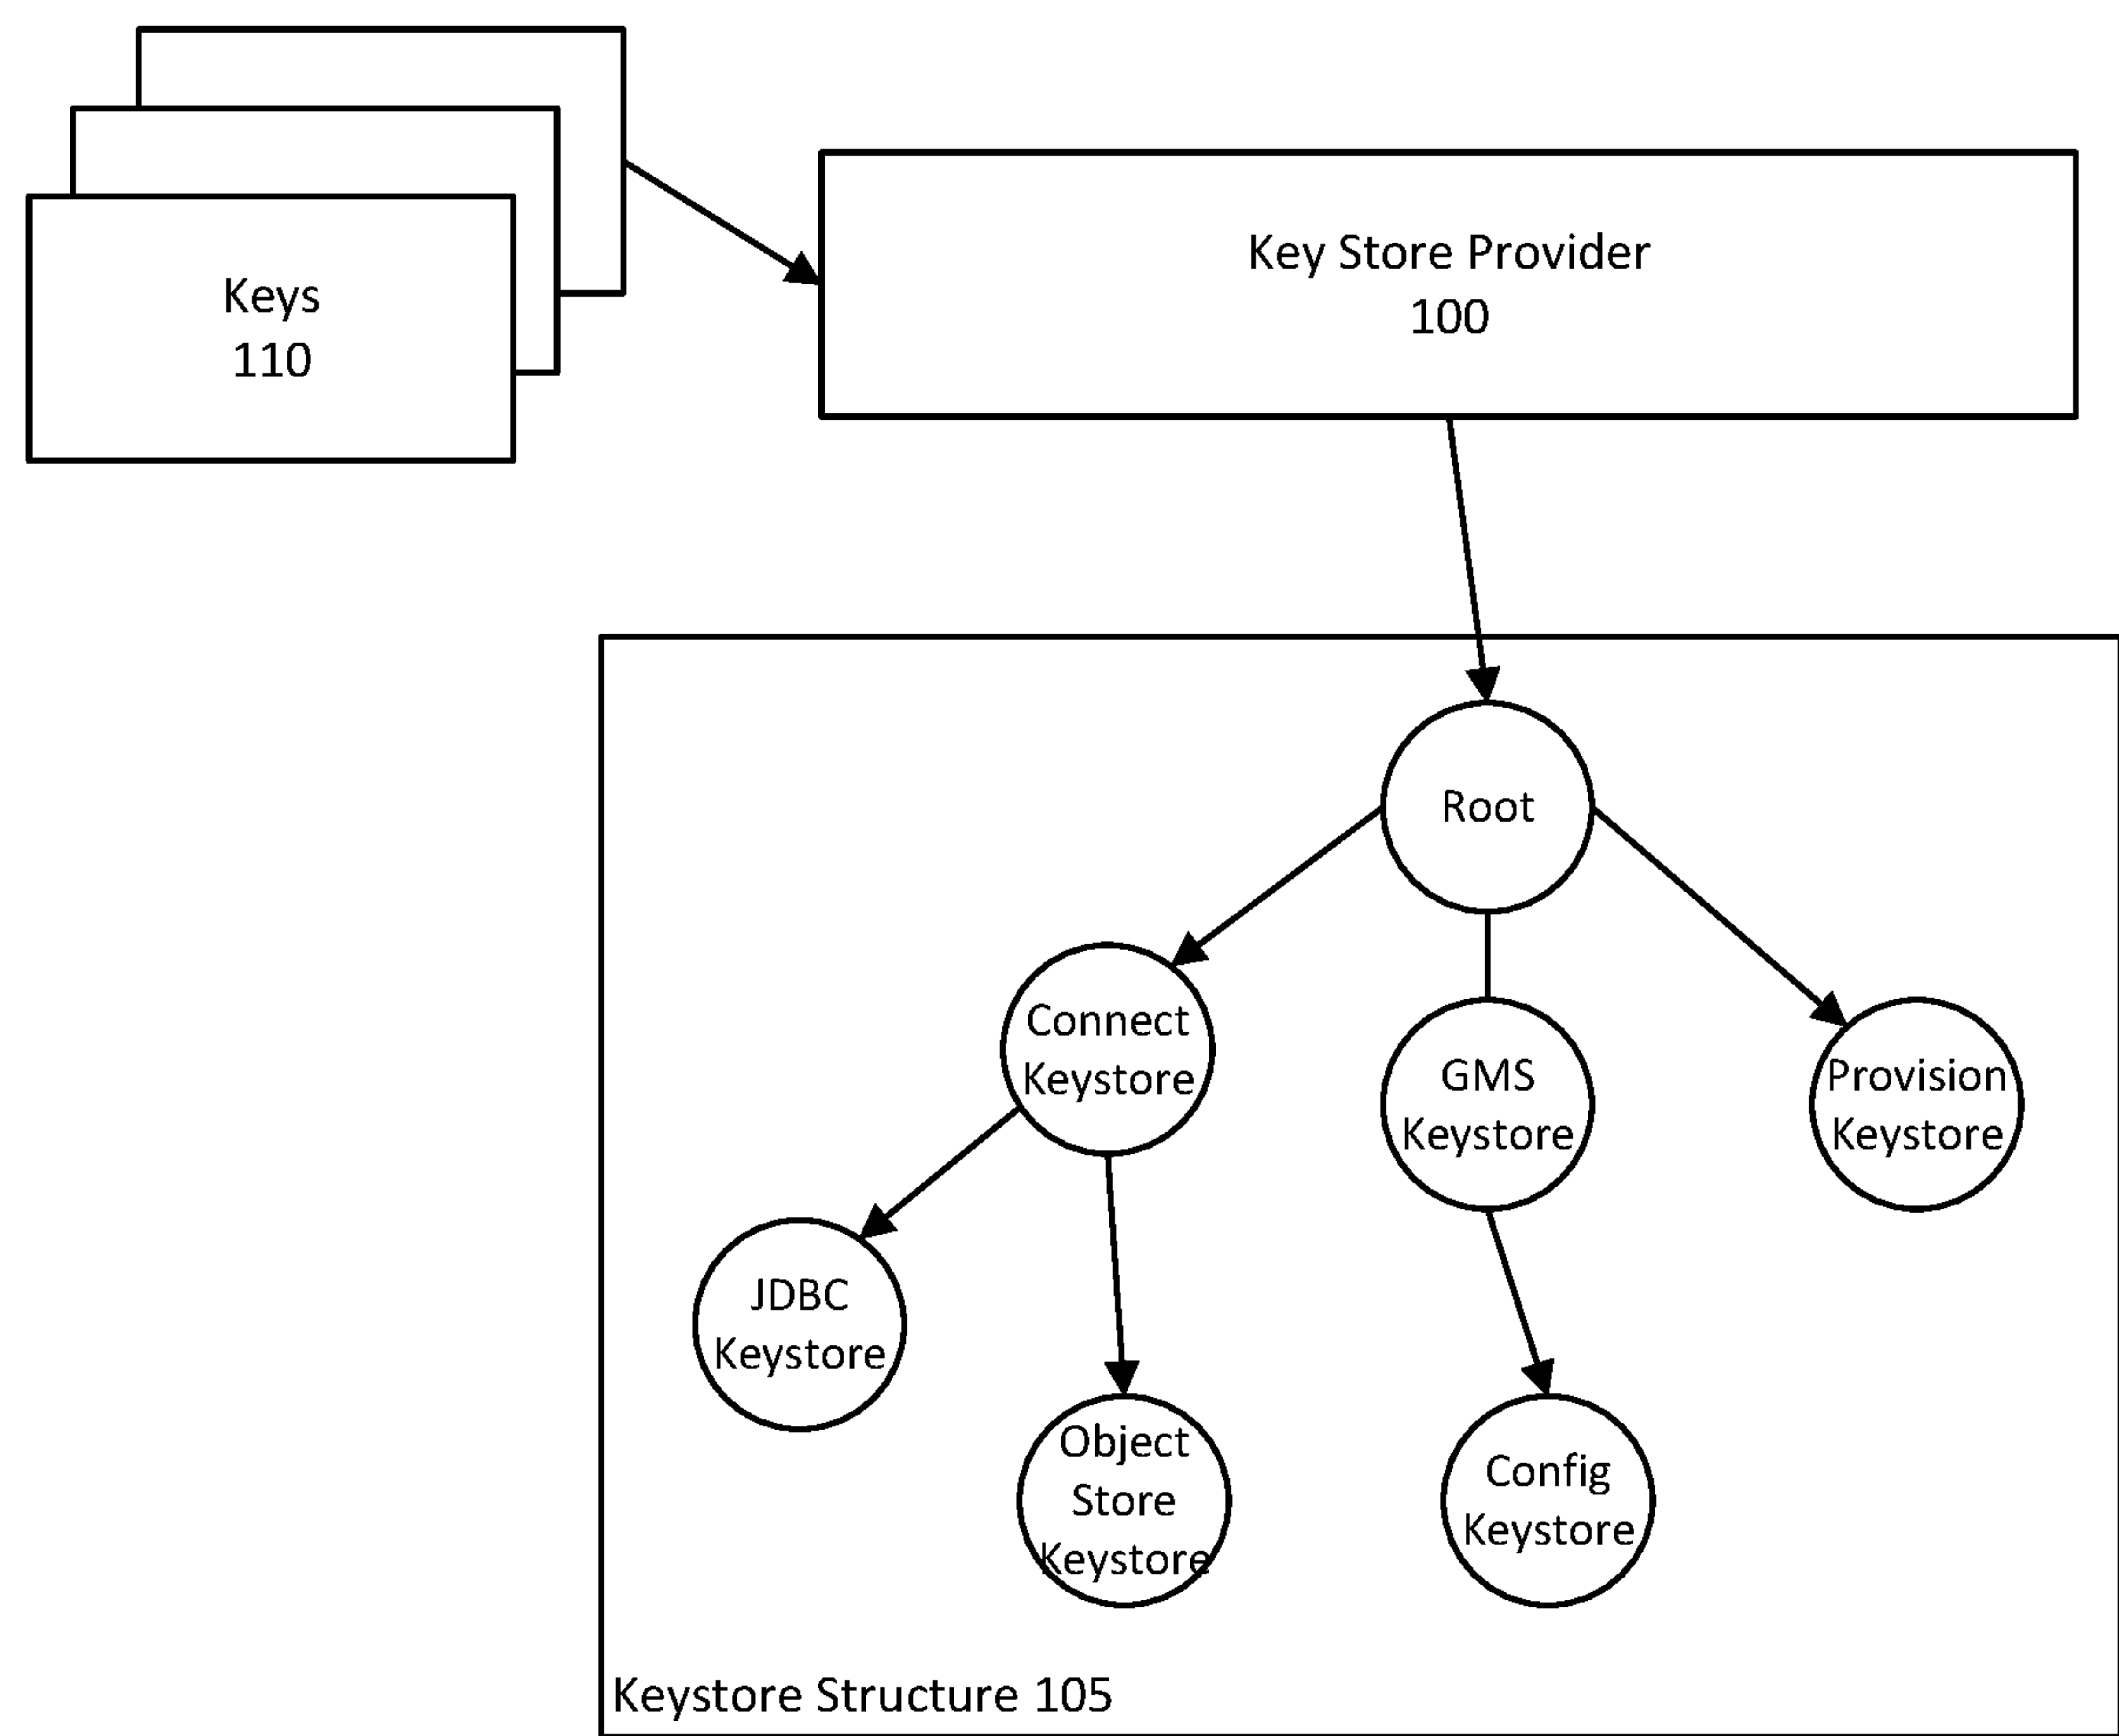 Keys
110
Key Store Provider
100
Root
Connect
Keystore
GMS
Keystore
Provision
Keystore
JDBC
Keystore
Object
Store
Keystore
Config
Keystore
Keystore Structure 105